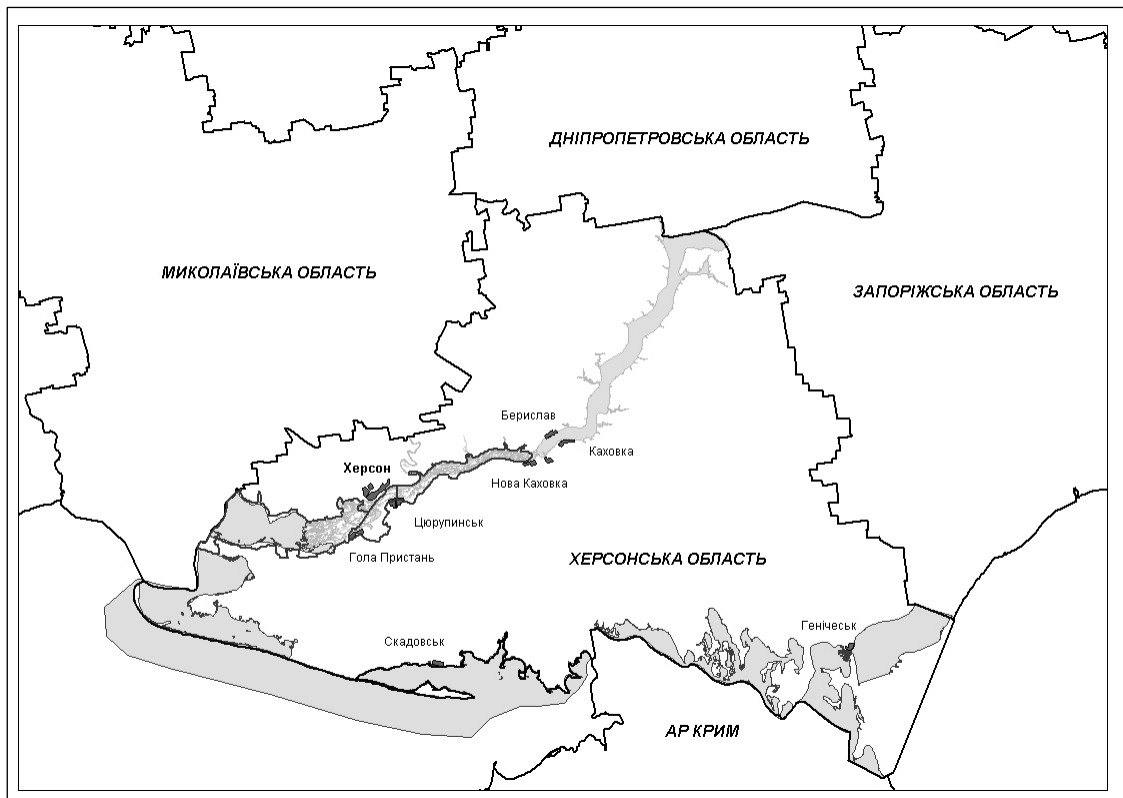 ДНІПРОПЕТРОВСЬКА ОБЛАСТЬ
МИКОЛАЇВСЬКА ОБЛАСТЬ
ЗАПОРІЖСЬКА ОБЛАСТЬ
Берислав
Каховка
Херсон
Нова Каховка
Цюрупинськ
Гола Пристань
ХЕРСОНСЬКА ОБЛАСТЬ
Генічеськ
Скадовськ
АР КРИМ